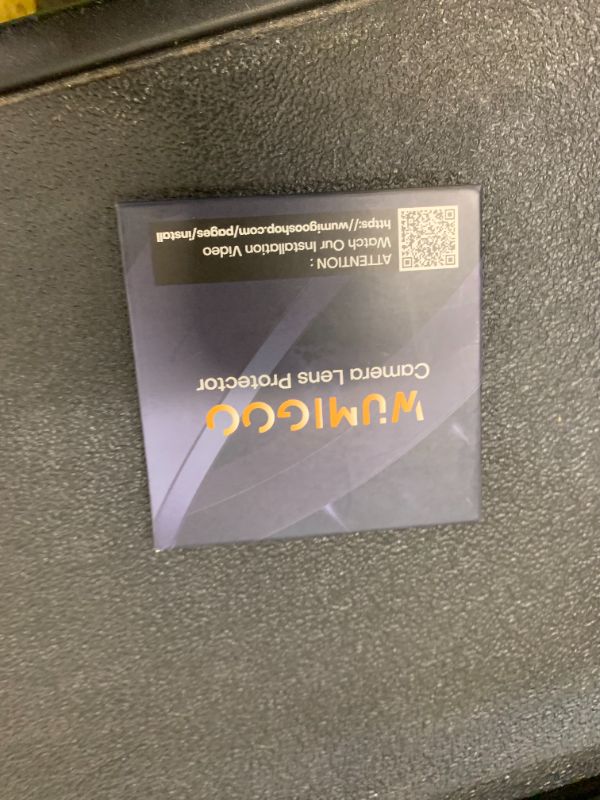 WUMIGOO
Camera Lens Protector
ATTENTION :
Watch Our Installation Video
https://wumigooshop.com/pages/install